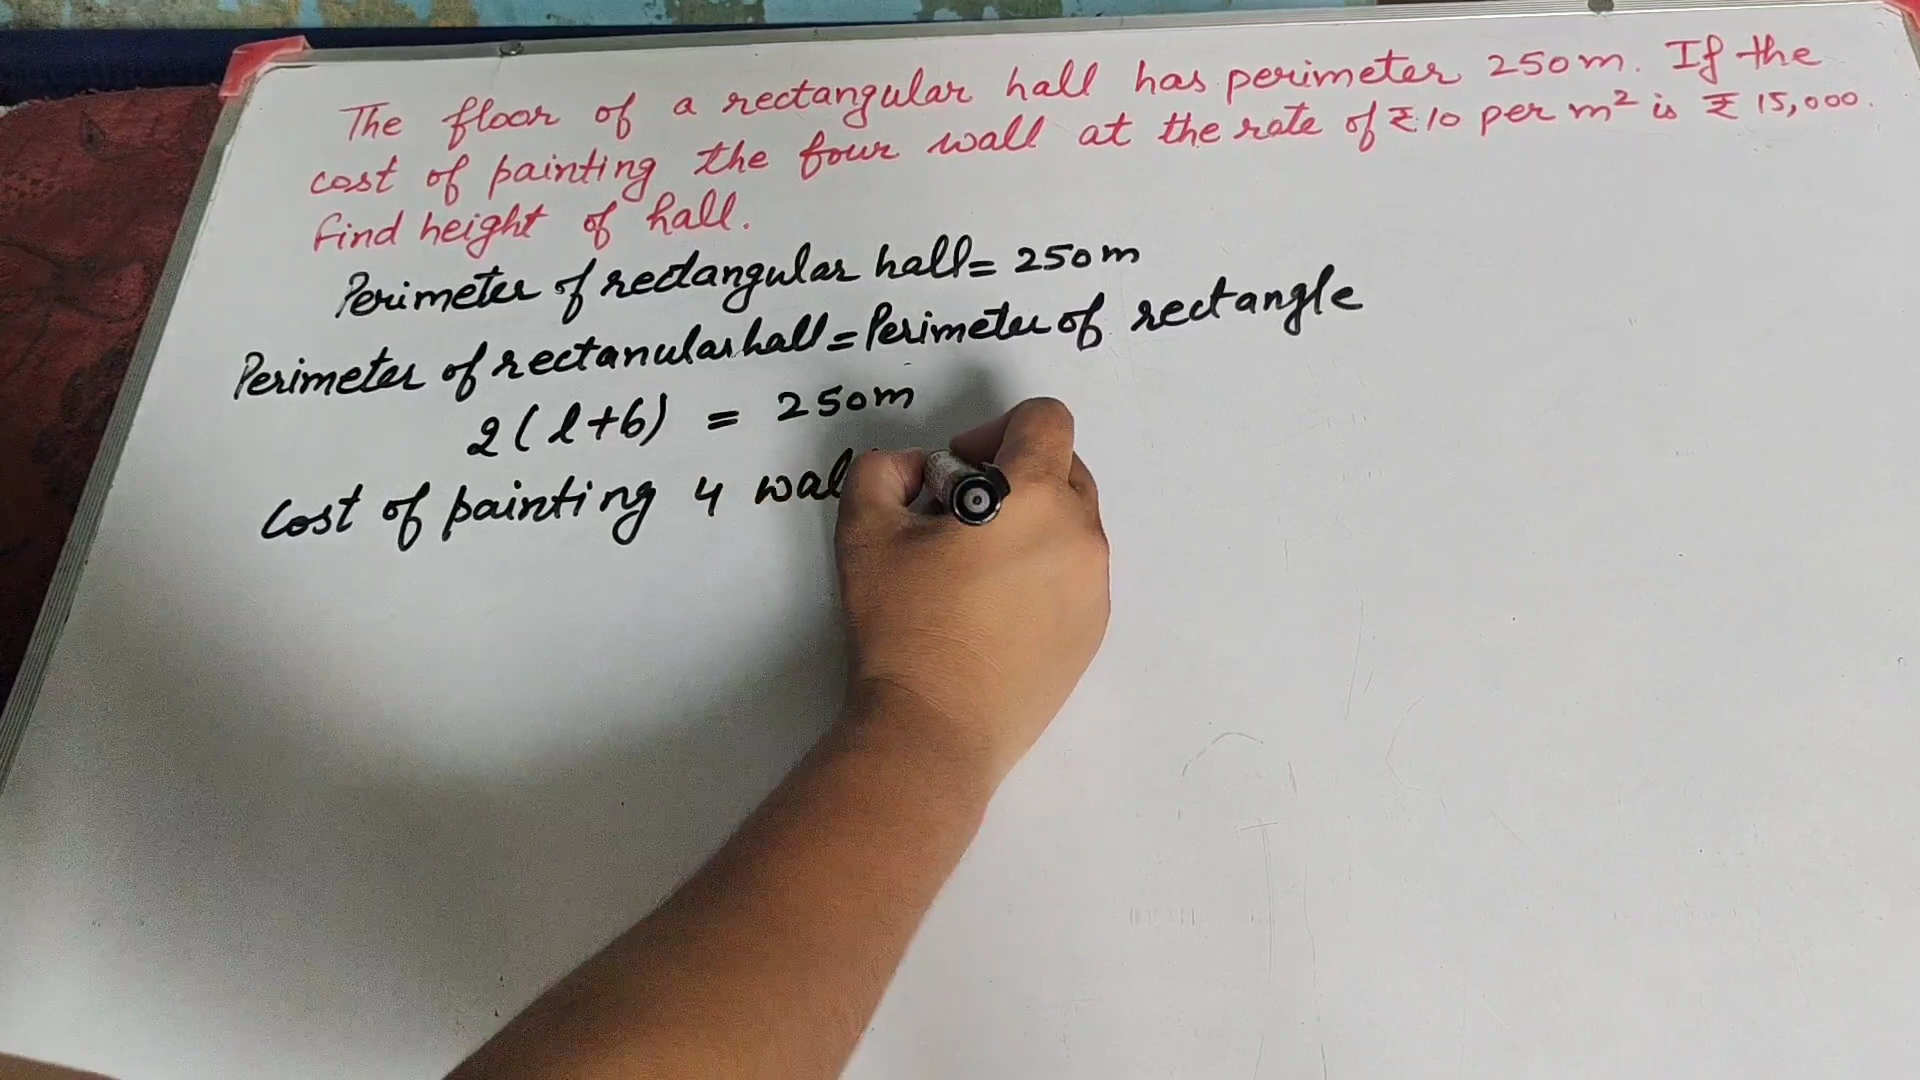 The floor of a rectangular hall has perimeter 250m. If the
cost of painting the four wall at the rate of ₹10 per m² is ₹15,000.
find height of hall.
Perimeter of rectangular hall = 250m
Perimeter of rectanular hall = Perimeter of rectangle
2(l+b) = 250m
Cost of painting 4 wal